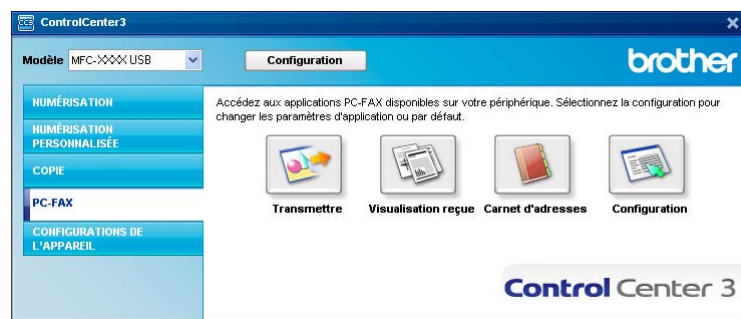 ControlCenter3
Modèle MFC-XXXX USB
Configuration
brother
NUMÉRISATION
NUMÉRISATION
PERSONNALISÉE
COPIE
PC-FAX
CONFIGURATIONS DE
L'APPAREIL
Accédez aux applications PC-FAX disponibles sur votre périphérique. Sélectionnez la configuration pour
changer les paramètres d'application ou par défaut.
Transmettre
Visualisation reçue
Carnet d'adresses
Configuration
Control Center 3